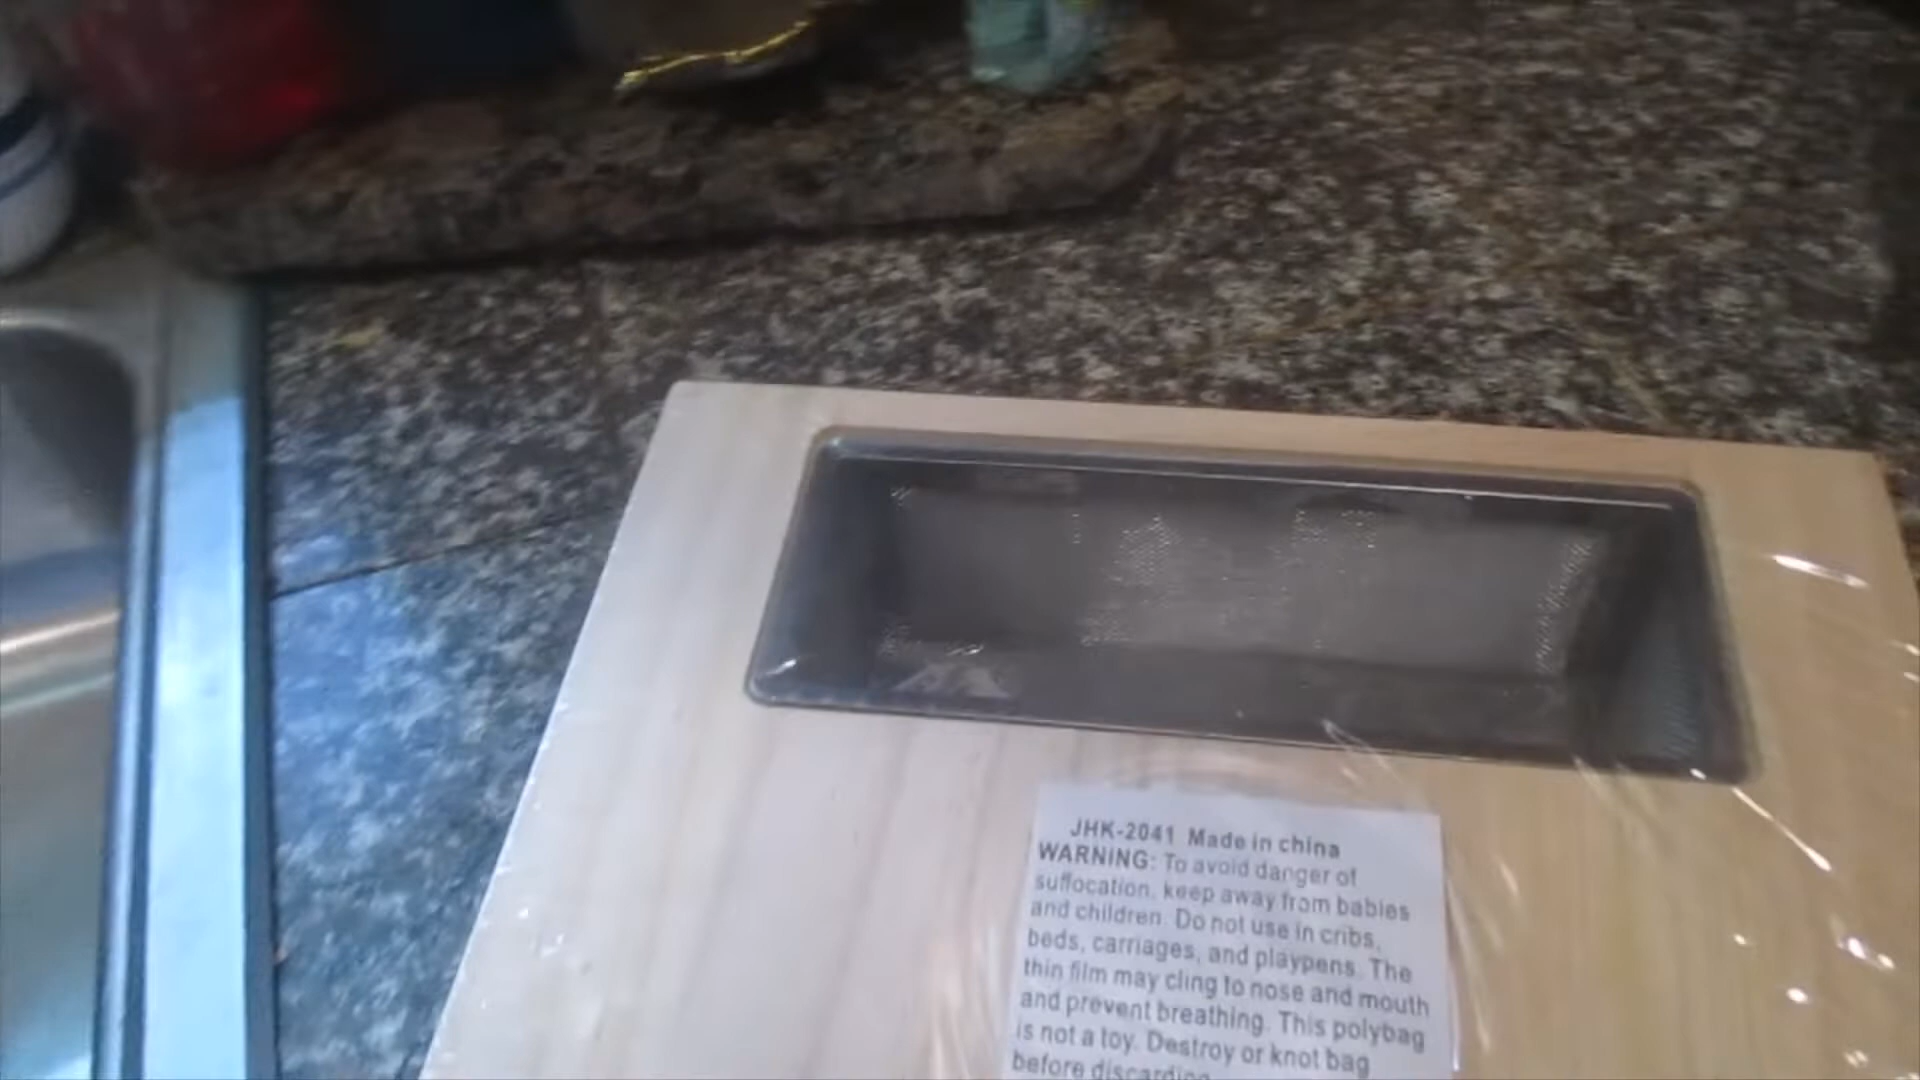 JHK-2041 Made in china
WARNING: To avoid danger of
suffocation, keep away from babies
and children. Do not use in cribs,
beds, carriages, and playpens. The
thin film may cling to nose and mouth
and prevent breathing. This polybag
is not a toy. Destroy or knot bag
before discarding